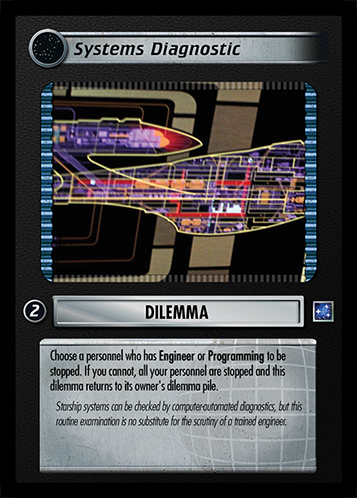 Systems Diagnostic
2
DILEMMA
Choose a personnel who has Engineer or Programming to be
stopped. If you cannot, all your personnel are stopped and this
dilemma returns to its owner's dilemma pile.
Starship systems can be checked by computer-automated diagnostics, but this
routine examination is no substitute for the scrutiny of a trained engineer.